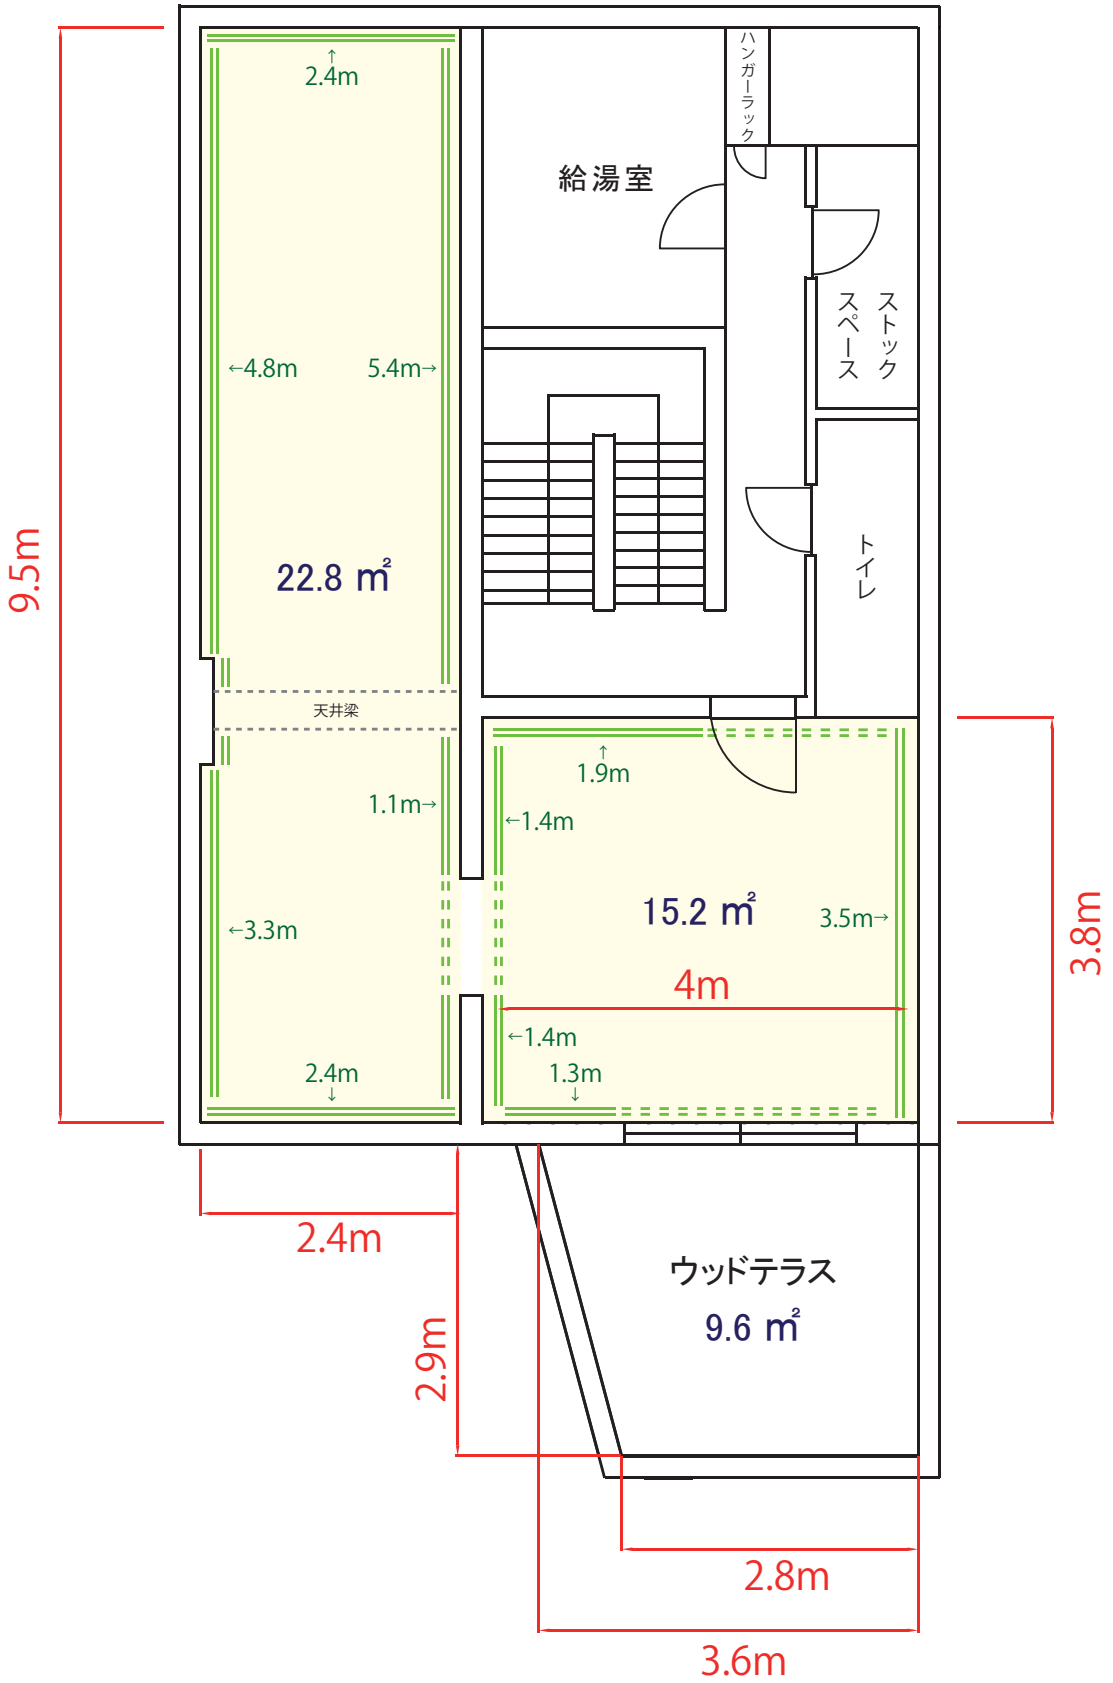 ハンガーラック
↑
2.4m
給湯室
ストック
スペース
←4.8m
5.4m→
9.5m
22.8 ㎡
トイレ
天井梁
↑
1.9m
1.1m→
←1.4m
15.2 ㎡
3.5m→
←3.3m
3.8m
4m
←1.4m
2.4m
↓
1.3m
↓
2.4m
ウッドテラス
9.6 ㎡
2.9m
2.8m
3.6m